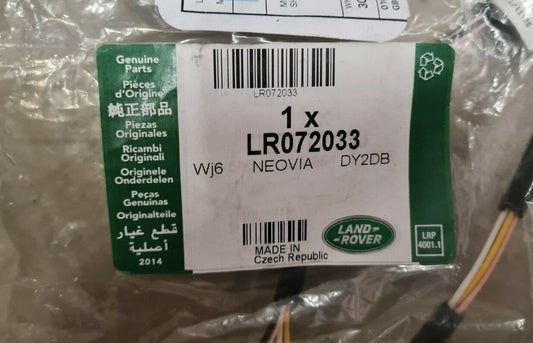 Genuine
Parts
Pièces
d'Origine
純正部品
Piezas
Originales
Ricambi
Originali
Originele
Onderdelen
Peças
Genuinas
Originalteile
قطع غيار
أصلية
2014
LR072033
1 x
LR072033
Wj6 NEOVIA DY2DB
MADE IN
Czech Republic
LAND-
-ROVER
LRP
4001.1